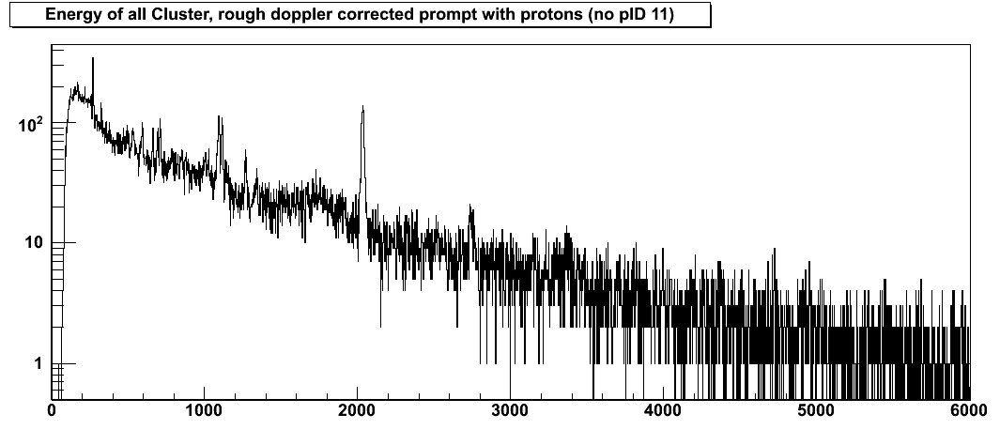 Energy of all Cluster, rough doppler corrected prompt with protons (no pID 11)
10²
10
1
0 1000 2000 3000 4000 5000 6000